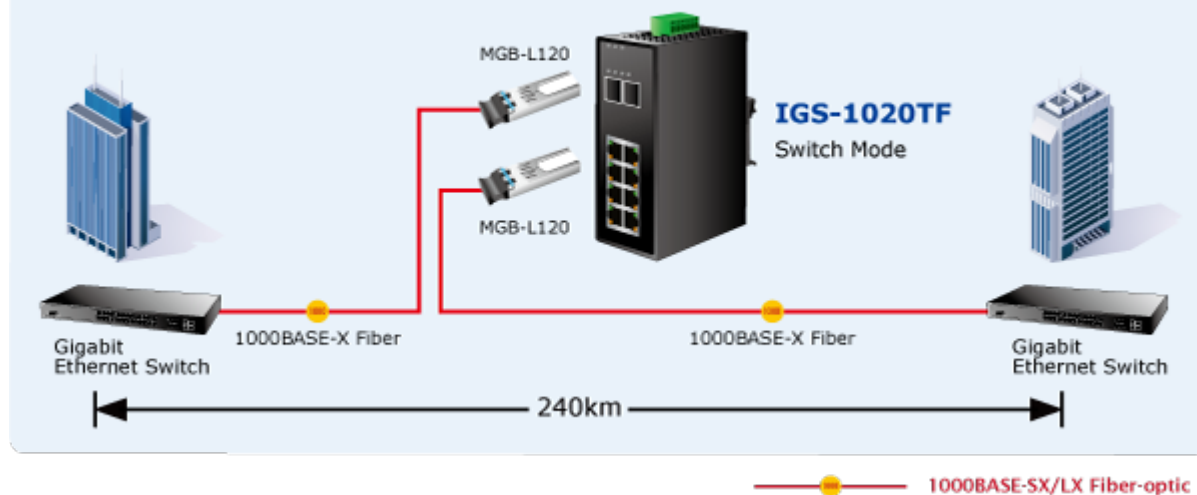 MGB-L120
IGS-1020TF
Switch Mode
MGB-L120
1000BASE-X Fiber
1000BASE-X Fiber
Gigabit
Ethernet Switch
Gigabit
Ethernet Switch
240km
1000BASE-SX/LX Fiber-optic